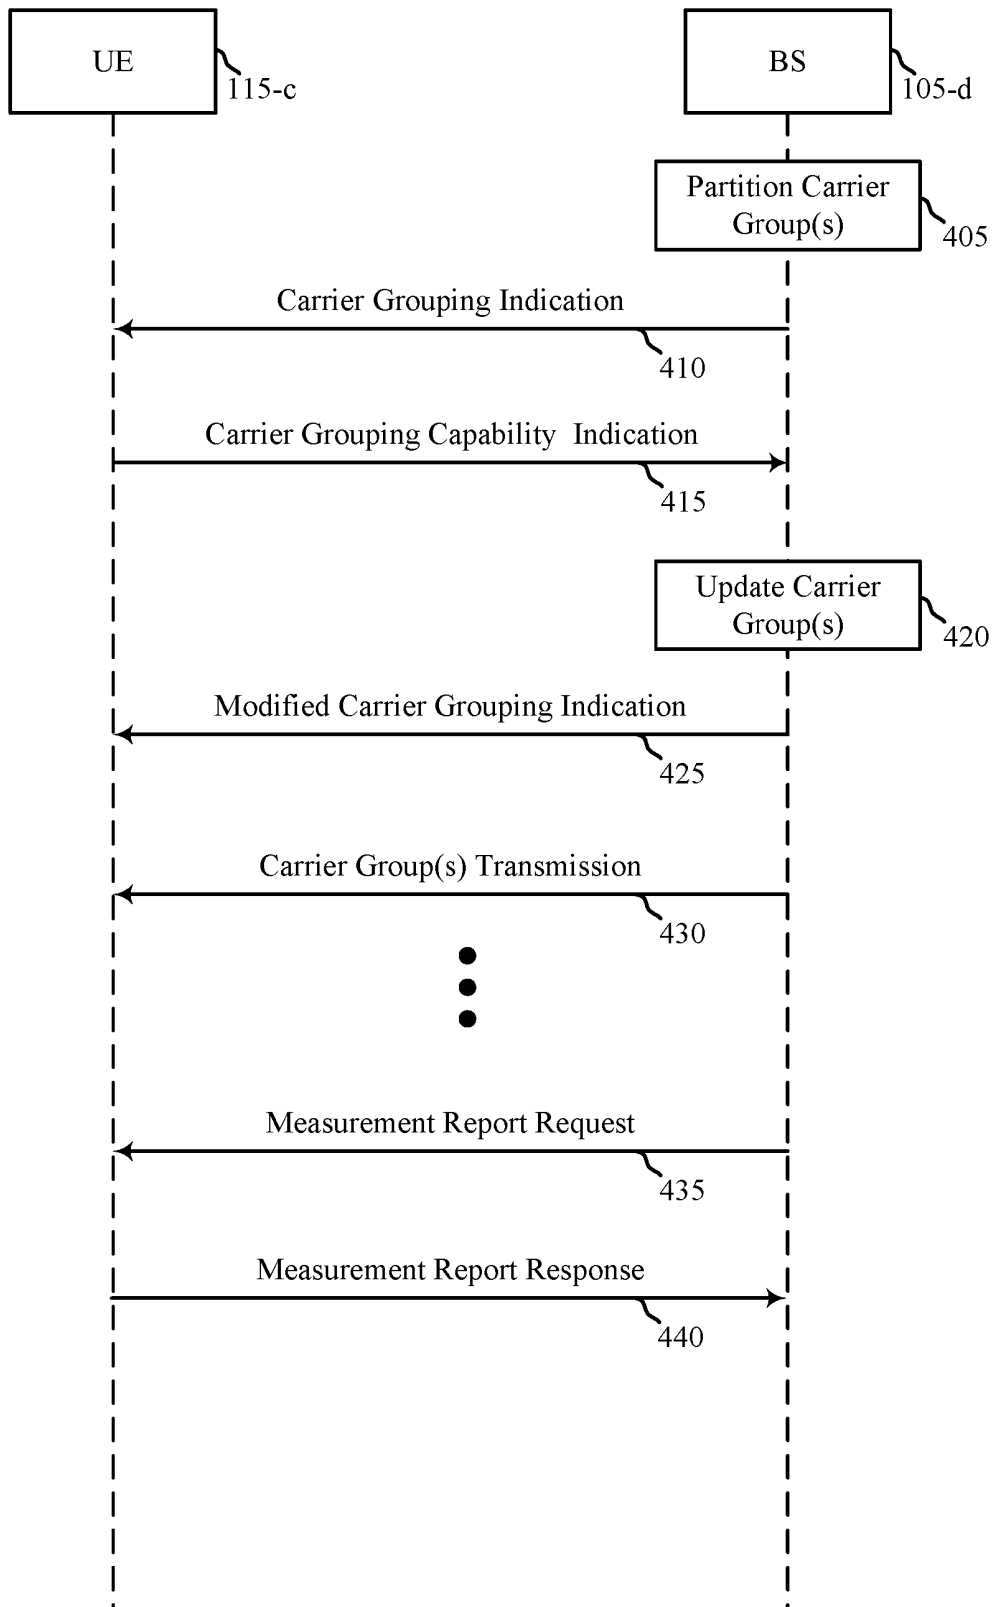 UE
115-c
BS
105-d
Partition Carrier
Group(s)
405
Carrier Grouping Indication
410
Carrier Grouping Capability Indication
415
Update Carrier
Group(s)
420
Modified Carrier Grouping Indication
425
Carrier Group(s) Transmission
430
Measurement Report Request
435
Measurement Report Response
440